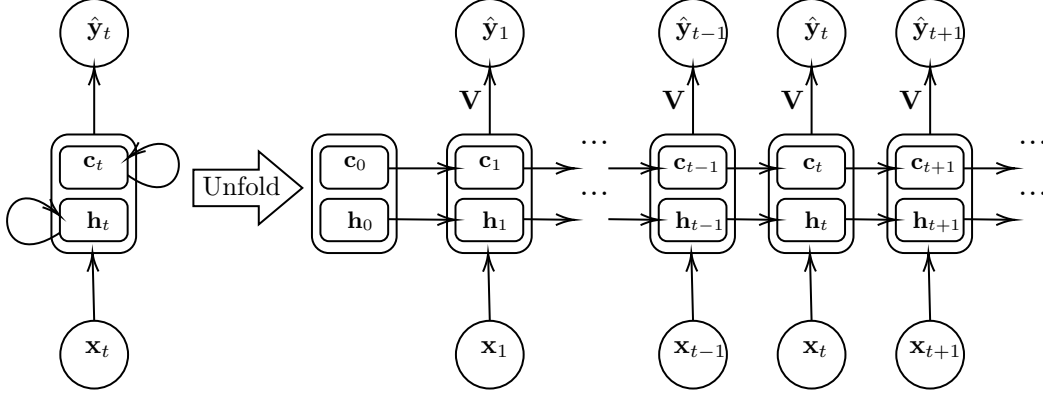 ŷₜ ŷ₁ ŷₜ₋₁ ŷₜ ŷₜ₊₁
V V V V
cₜ c₀ c₁ ... cₜ₋₁ cₜ cₜ₊₁ ...
Unfold
hₜ h₀ h₁ ... hₜ₋₁ hₜ hₜ₊₁ ...
xₜ x₁ xₜ₋₁ xₜ xₜ₊₁